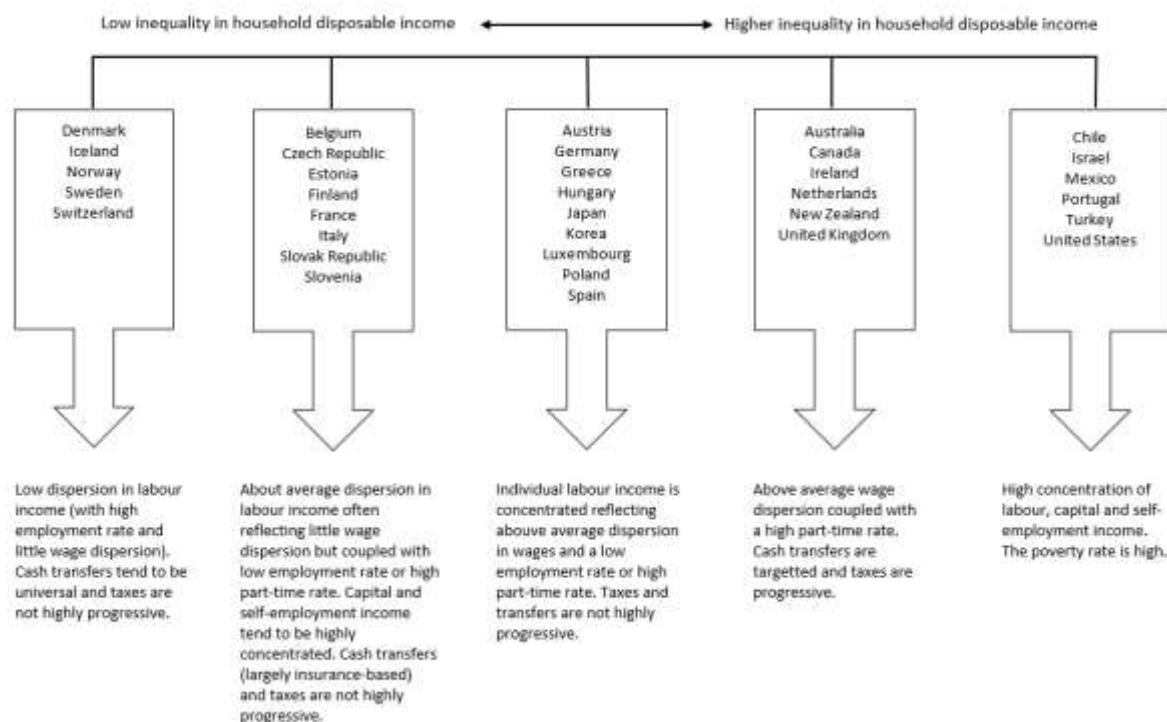 Low inequality in household disposable income
Higher inequality in household disposable income
Denmark
Iceland
Norway
Sweden
Switzerland
Belgium
Czech Republic
Estonia
Finland
France
Italy
Slovak Republic
Slovenia
Austria
Germany
Greece
Hungary
Japan
Korea
Luxembourg
Poland
Spain
Australia
Canada
Ireland
Netherlands
New Zealand
United Kingdom
Chile
Israel
Mexico
Portugal
Turkey
United States
Low dispersion in labour
income (with high
employment rate and
little wage dispersion).
Cash transfers tend to be
universal and taxes are
not highly progressive.
About average dispersion in
labour income often
reflecting little wage
dispersion but coupled with
low employment rate or high
part-time rate. Capital and
self-employment income
tend to be highly
concentrated. Cash transfers
(largely insurance-based)
and taxes are not highly
progressive.
Individual labour income is
concentrated reflecting
abouve average dispersion
in wages and a low
employment rate or high
part-time rate. Taxes and
transfers are not highly
progressive.
Above average wage
dispersion coupled with
a high part-time rate.
Cash transfers are
targetted and taxes are
progressive.
High concentration of
labour, capital and self-
employment income.
The poverty rate is high.